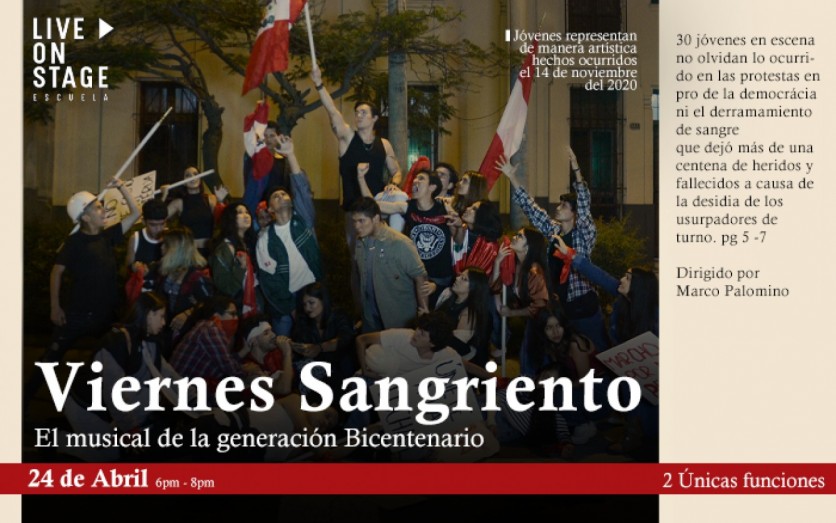 LIVE
ON
STAGE
ESCUELA
Jóvenes representan
de manera artística
hechos ocurridos
el 14 de noviembre
del 2020
30 jóvenes en escena
no olvidan lo ocurri-
do en las protestas en
pro de la democrácia
ni el derramamiento
de sangre
que dejó más de una
centena de heridos y
fallecidos a causa de
la desidia de los
usurpadores de
turno. pg 5 -7
Dirigido por
Marco Palomino
Viernes Sangriento
El musical de la generación Bicentenario
24 de Abril 6pm - 8pm
2 Únicas funciones